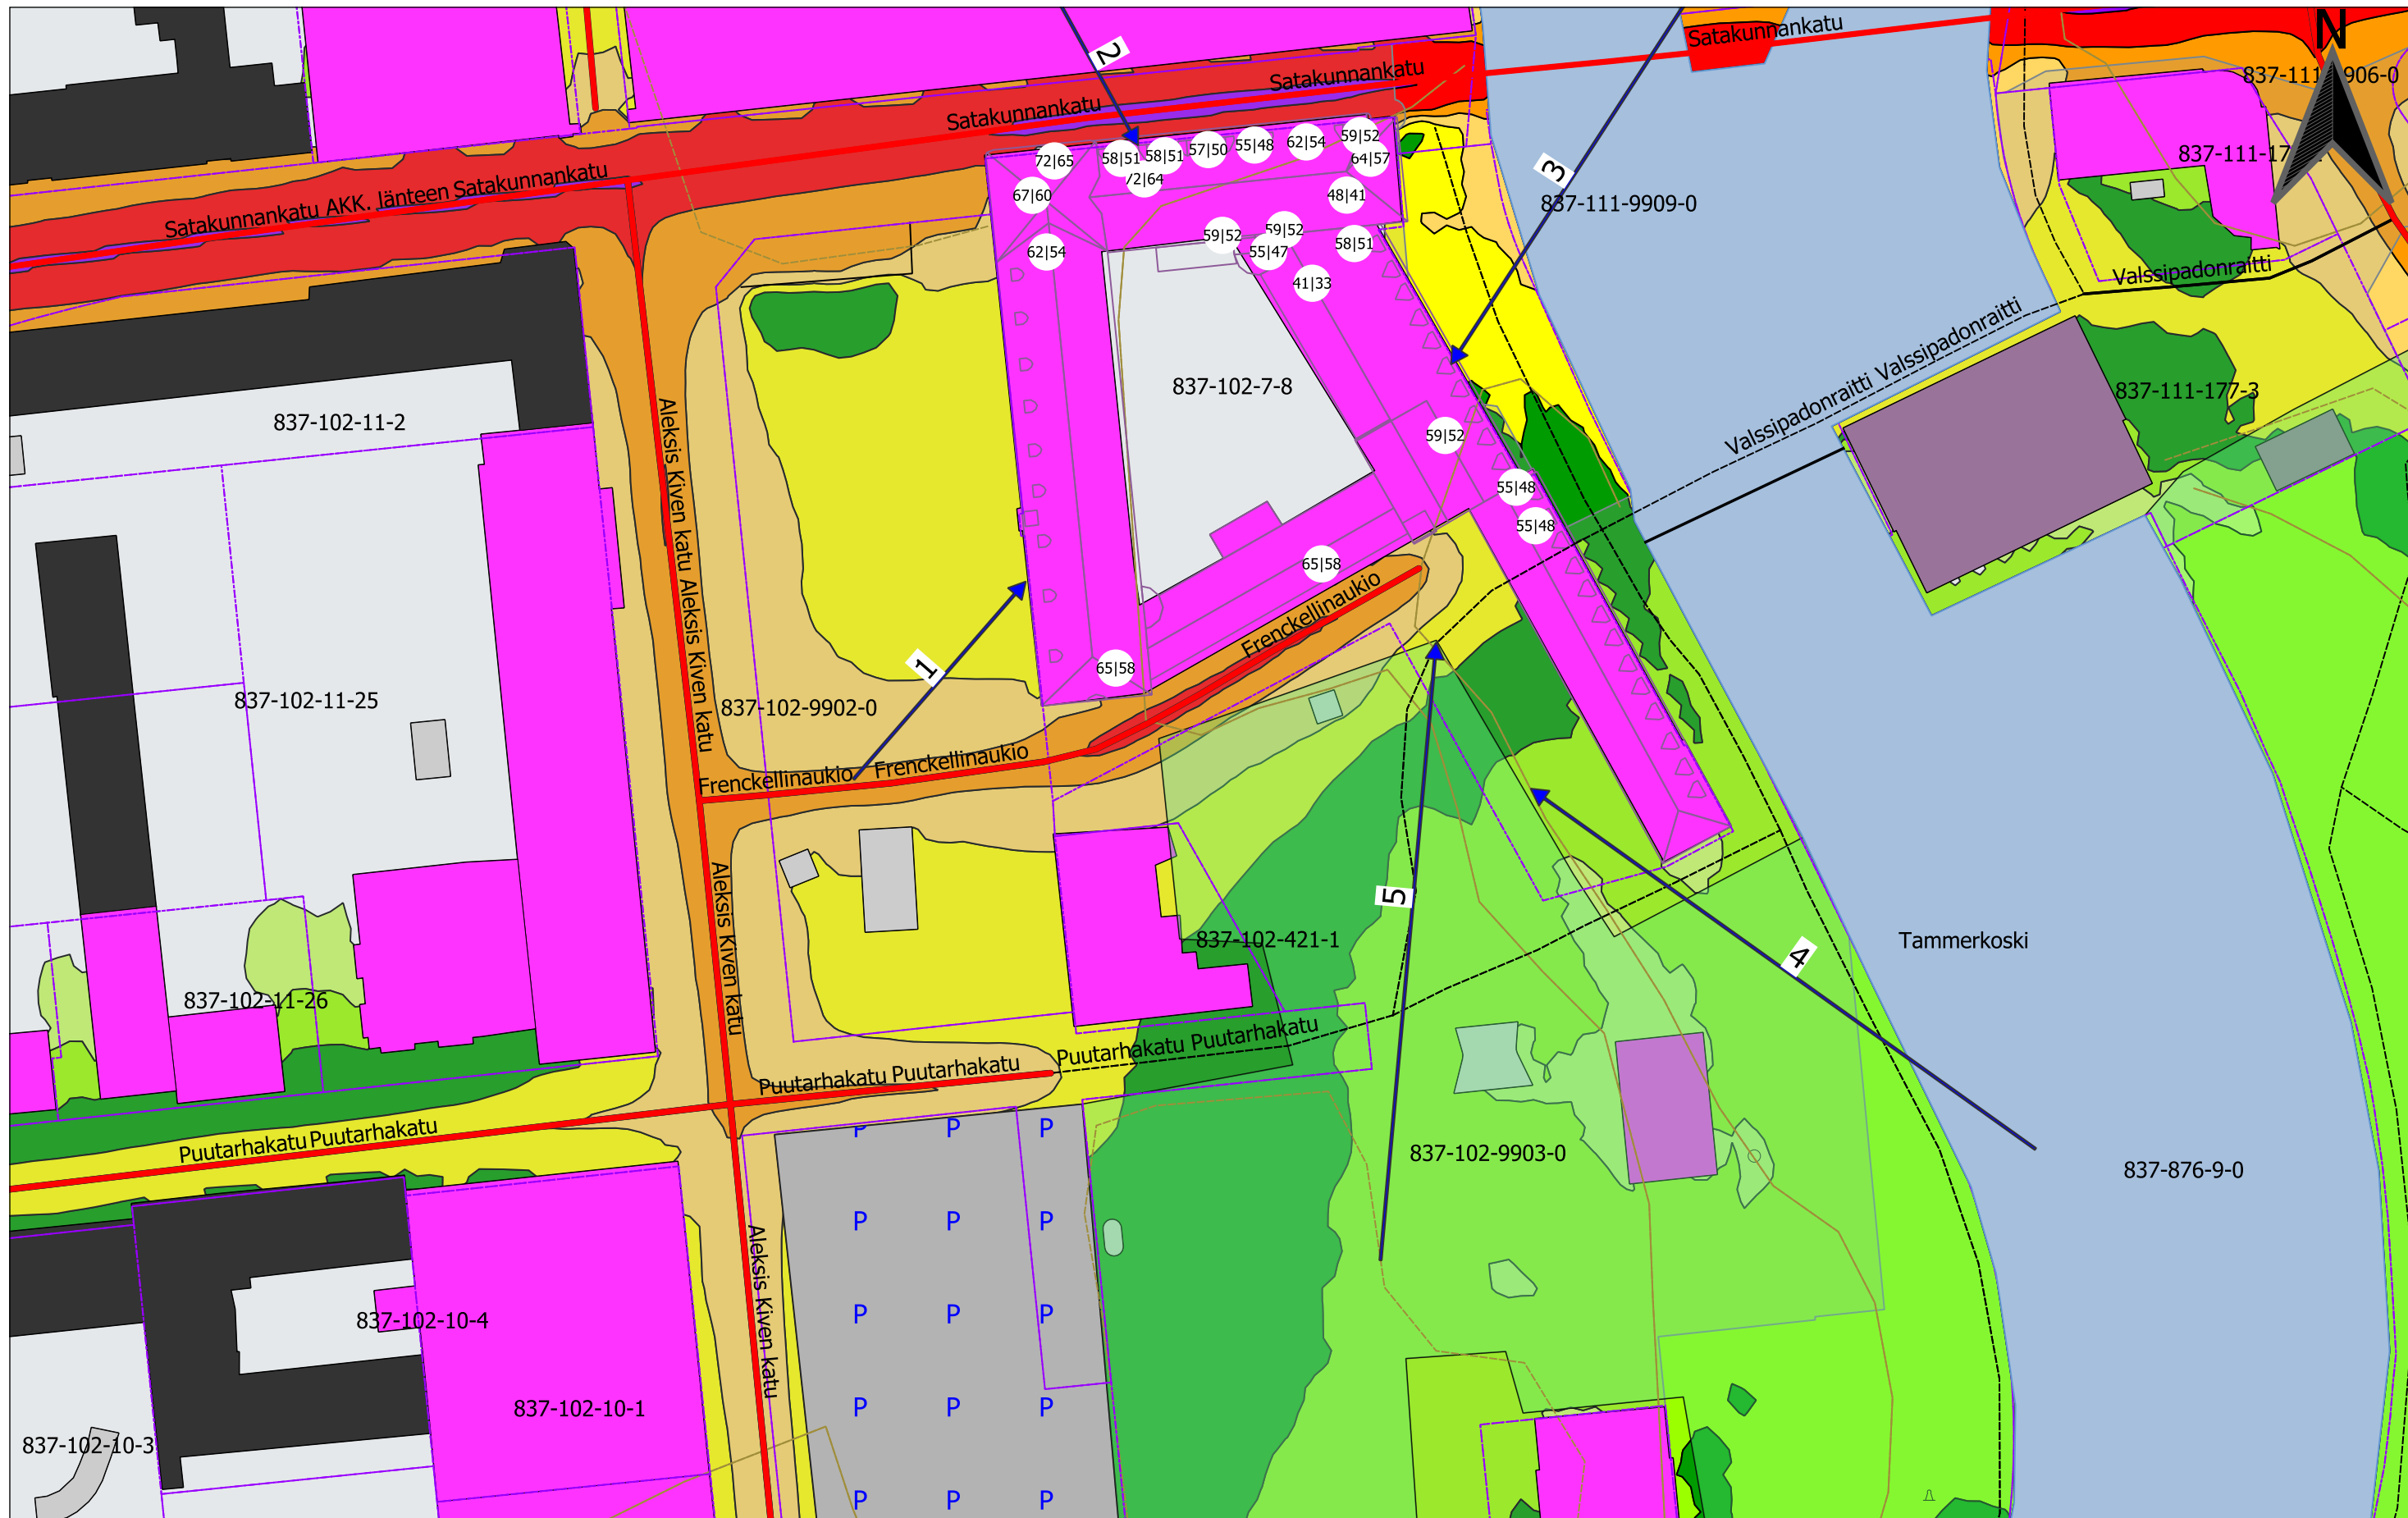 N
Satakunnankatu
Satakunnankatu
Satakunnankatu
Satakunnankatu AKK. Jänteen Satakunnankatu
2
3
837-111-9909-0
Valssipadonraitti
Valssipadonraitti Valssipadonraitti
837-111-177-3
72|65
58|51
58|51
57|50
55|48
62|54
59|52
64|57
72|64
67|60
48|41
62|54
59|52
59|52
55|47
58|51
41|33
837-102-7-8
59|52
55|48
55|48
65|58
65|58
837-102-11-2
Aleksis Kiven katu Aleksis Kiven katu
837-102-11-25
1
837-102-9902-0
Frenckellinaukio
Frenckellinaukio
Frenckellinaukio
5
4
837-102-421-1
Tammerkoski
Aleksis Kiven katu
837-102-11-26
Puutarhakatu Puutarhakatu
Puutarhakatu Puutarhakatu
Puutarhakatu Puutarhakatu
837-102-9903-0
837-876-9-0
P P P
P P P
P P P
P P P
P P P
Aleksis Kiven katu
837-102-10-4
837-102-10-1
837-102-10-3